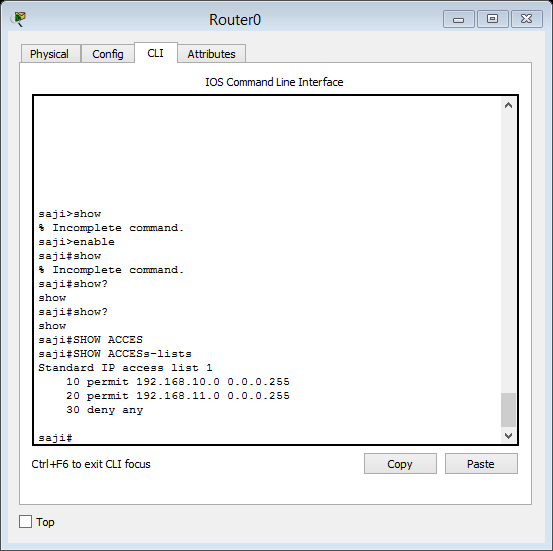 Router0
Physical Config CLI Attributes
IOS Command Line Interface
saji>show
% Incomplete command.
saji>enable
saji#show
% Incomplete command.
saji#show?
show
saji#show?
show
saji#SHOW ACCES
saji#SHOW ACCESs-lists
Standard IP access list 1
    10 permit 192.168.10.0 0.0.0.255
    20 permit 192.168.11.0 0.0.0.255
    30 deny any
saji#
Ctrl+F6 to exit CLI focus Copy Paste
Top